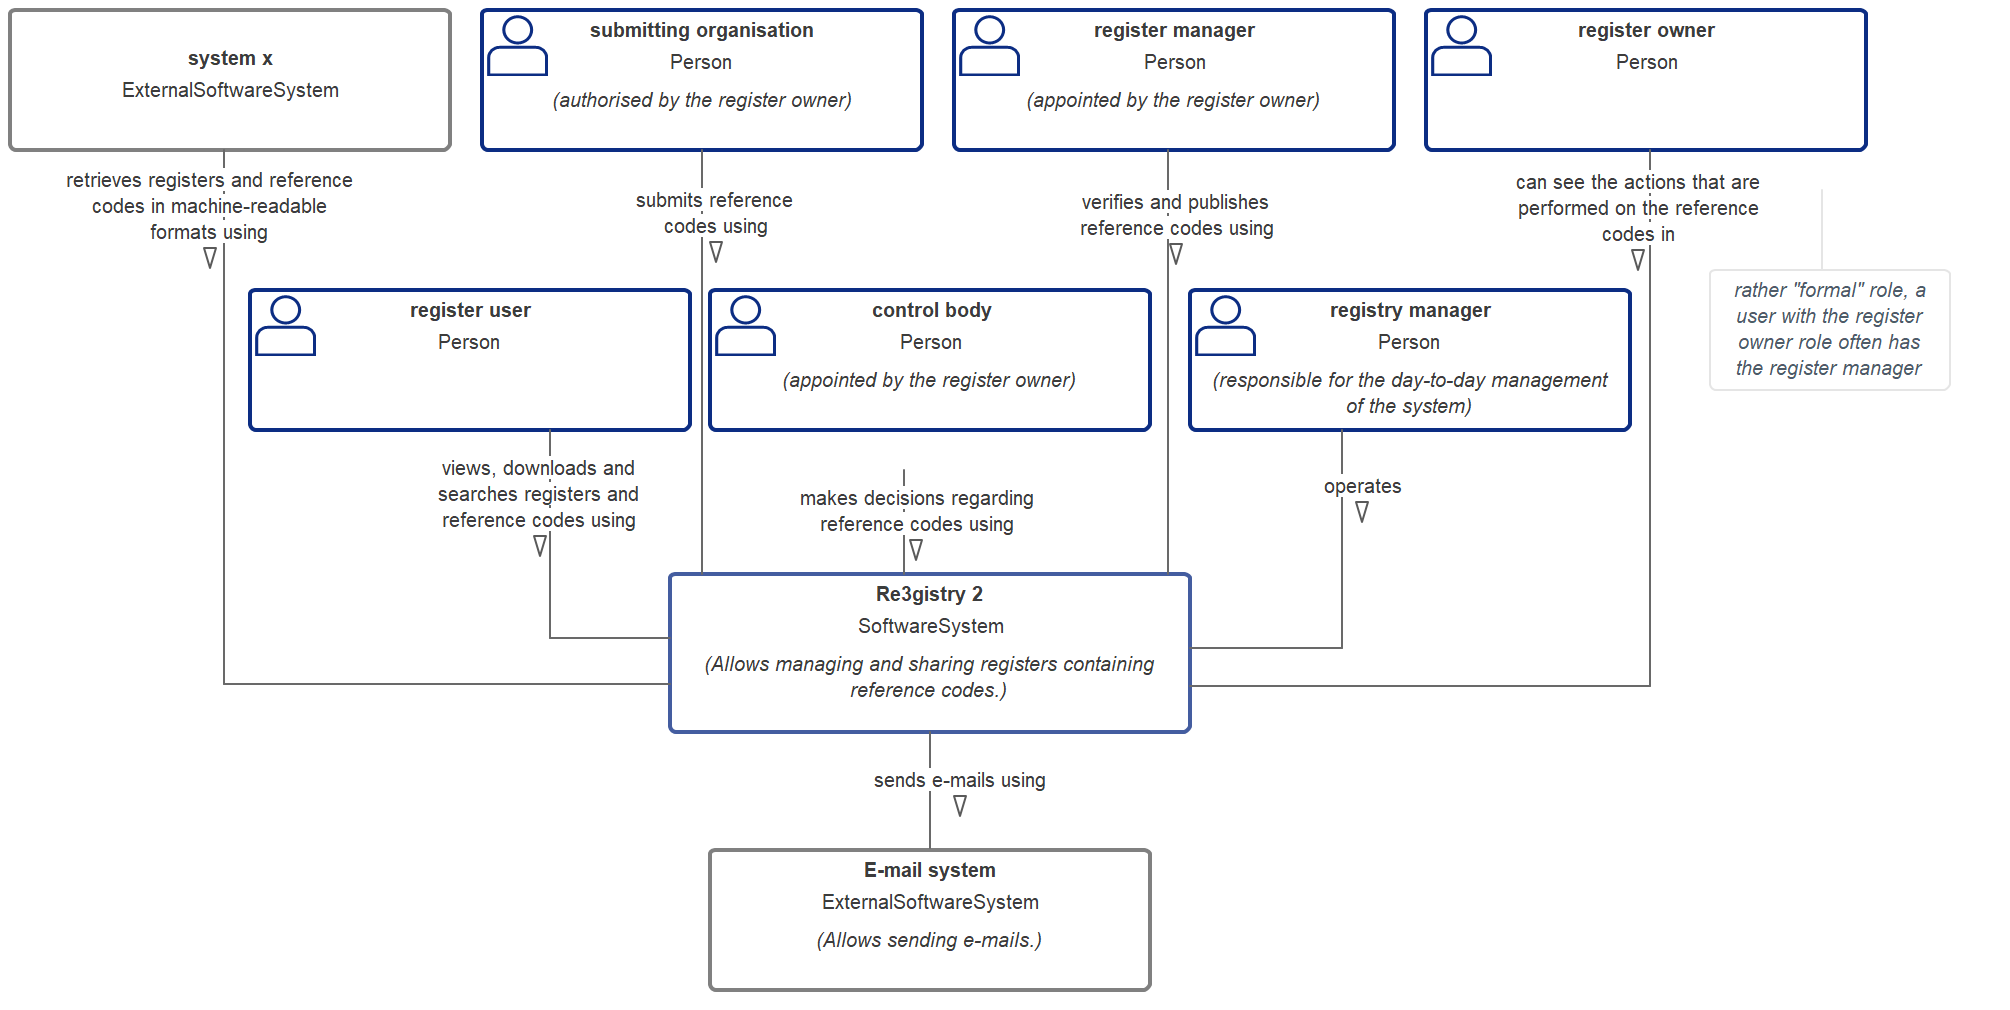 system x
ExternalSoftwareSystem
submitting organisation
Person
(authorised by the register owner)
register manager
Person
(appointed by the register owner)
register owner
Person
retrieves registers and reference
codes in machine-readable
formats using
submits reference
codes using
verifies and publishes
reference codes using
can see the actions that are
performed on the reference
codes in
rather "formal" role, a
user with the register
owner role often has
the register manager
register user
Person
control body
Person
(appointed by the register owner)
registry manager
Person
(responsible for the day-to-day management
of the system)
views, downloads and
searches registers and
reference codes using
makes decisions regarding
reference codes using
operates
Re3gistry 2
SoftwareSystem
(Allows managing and sharing registers containing
reference codes.)
sends e-mails using
E-mail system
ExternalSoftwareSystem
(Allows sending e-mails.)